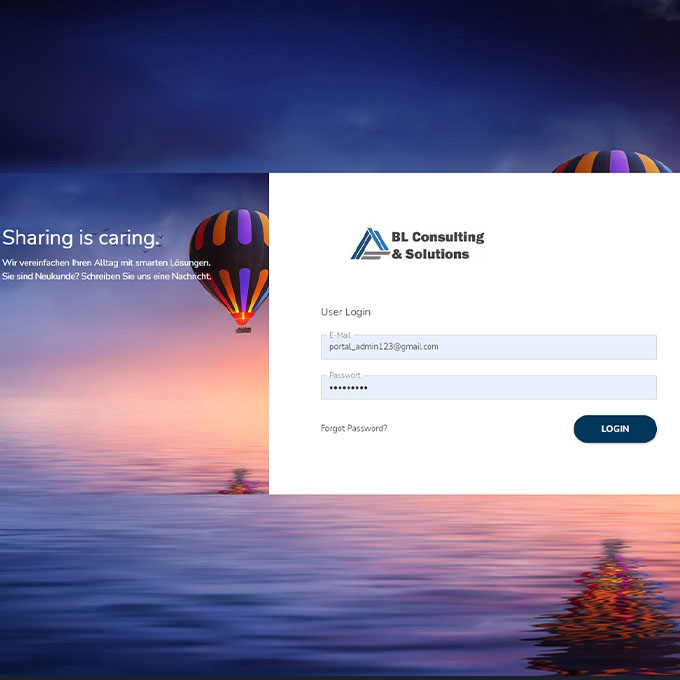 Sharing is caring.
Wir vereinfachen Ihren Alltag mit smarten Lösungen.
Sie sind Neukunde? Schreiben Sie uns eine Nachricht.
BL Consulting
& Solutions
User Login
E-Mail
portal_admin123@gmail.com
Passwort
•••••••••
Forgot Password?
LOGIN